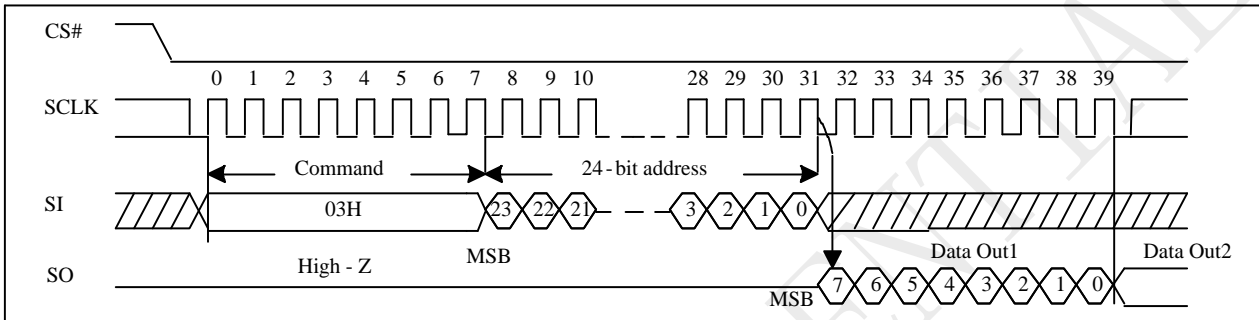 CS#
0 1 2 3 4 5 6 7 8 9 10 28 29 30 31 32 33 34 35 36 37 38 39
SCLK
Command 24-bit address
SI 03H 23 22 21 3 2 1 0
High - Z MSB Data Out1 Data Out2
SO MSB 7 6 5 4 3 2 1 0